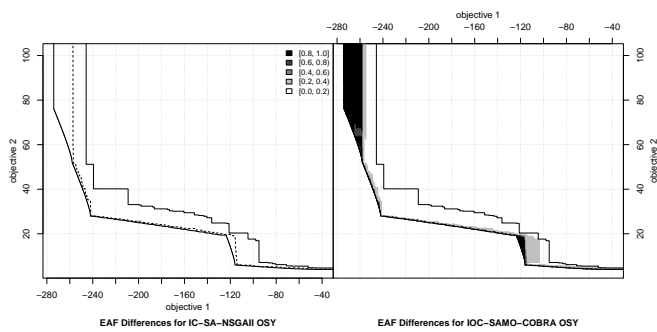 objective 1
−280 −240 −200 −160 −120 −80 −40
[0.8, 1.0]
[0.6, 0.8)
[0.4, 0.6)
[0.2, 0.4)
[0.0, 0.2)
objective 2
100
80
60
40
20
−280 −240 −200 −160 −120 −80 −40
objective 1
objective 2
100
80
60
40
20
EAF Differences for IC−SA−NSGAII OSY
EAF Differences for IOC−SAMO−COBRA OSY